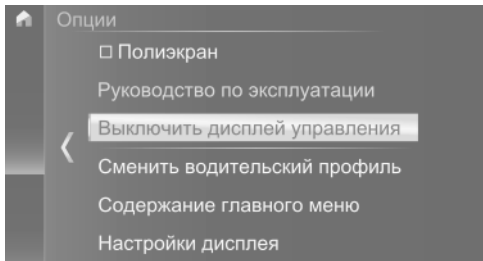 Опции
Полиэкран
Руководство по эксплуатации
Выключить дисплей управления
Сменить водительский профиль
Содержание главного меню
Настройки дисплея